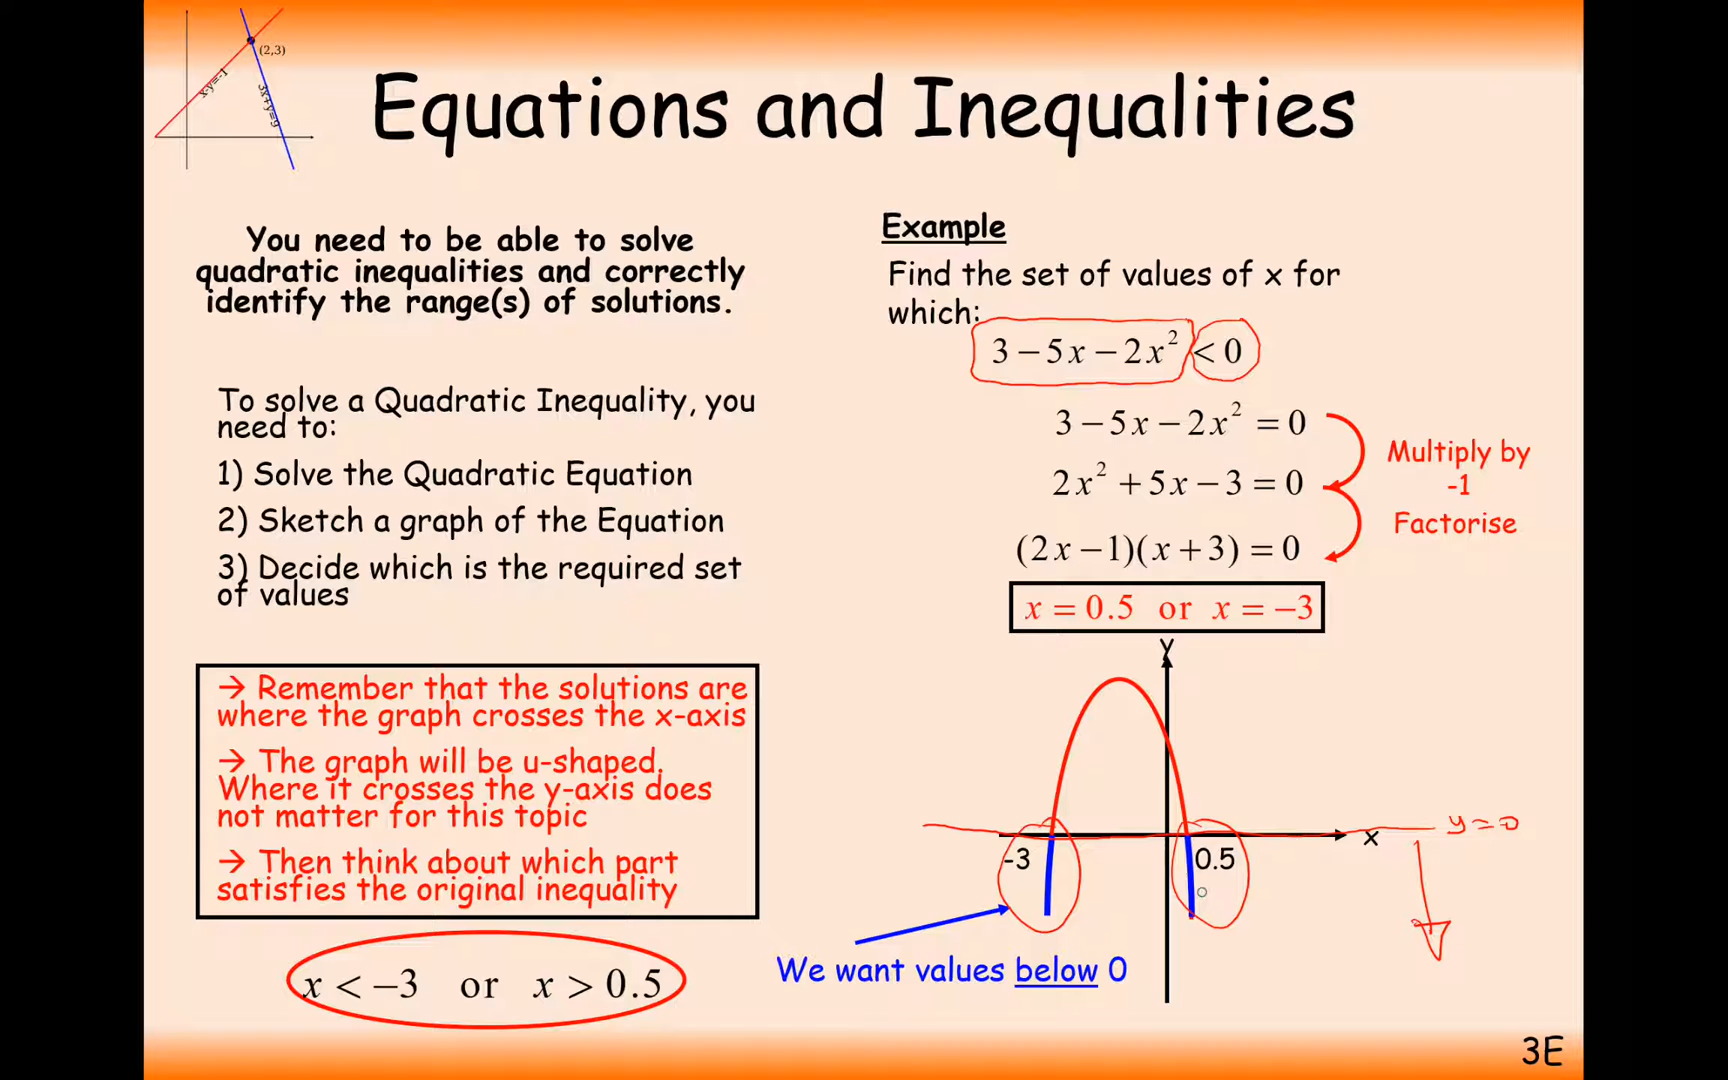 (2,3)
x-y=-1
3x+y=9
Equations and Inequalities
You need to be able to solve
quadratic inequalities and correctly
identify the range(s) of solutions.
To solve a Quadratic Inequality, you
need to:
1) Solve the Quadratic Equation
2) Sketch a graph of the Equation
3) Decide which is the required set
of values
→ Remember that the solutions are
where the graph crosses the x-axis
→ The graph will be u-shaped.
Where it crosses the y-axis does
not matter for this topic
→ Then think about which part
satisfies the original inequality
x < −3 or x > 0.5
Example
Find the set of values of x for
which:
3 − 5x − 2x² < 0
3 − 5x − 2x² = 0
2x² + 5x − 3 = 0
(2x − 1)(x + 3) = 0
Multiply by
-1
Factorise
x = 0.5 or x = −3
y
y=0
x
-3
0.5
We want values below 0
3E